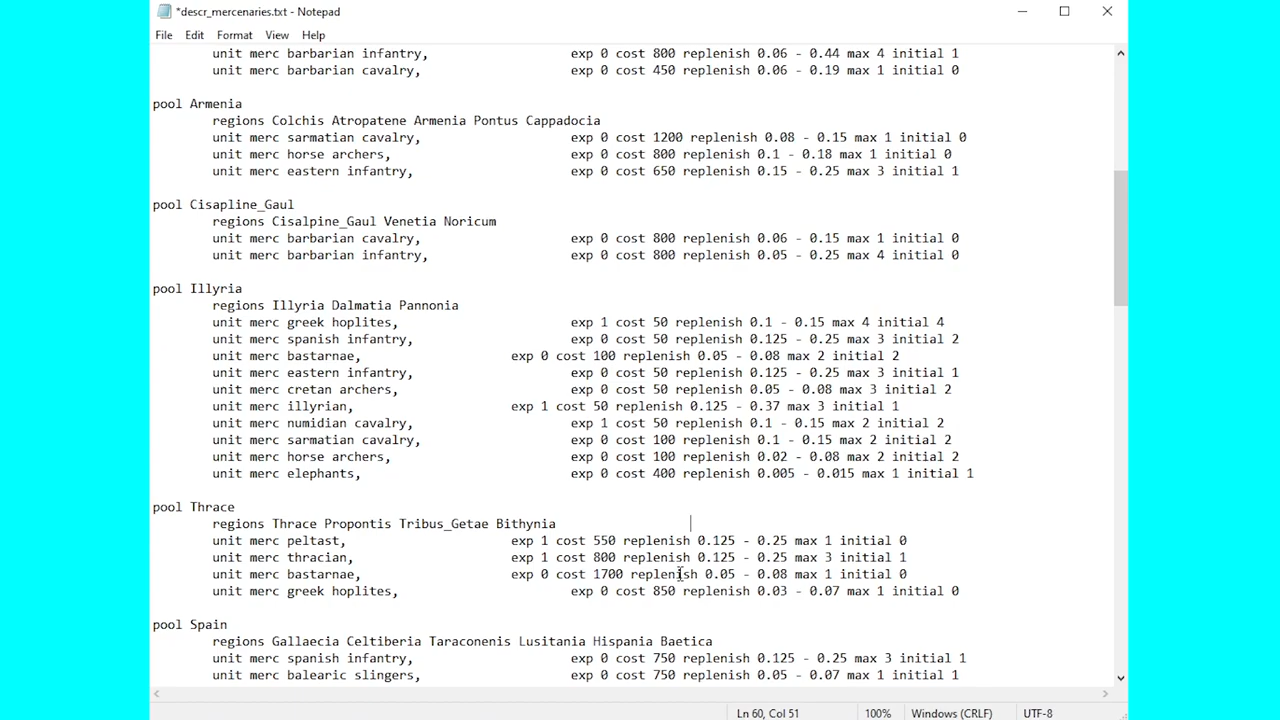 *descr_mercenaries.txt - Notepad
File Edit Format View Help
unit merc barbarian infantry, exp 0 cost 800 replenish 0.06 - 0.44 max 4 initial 1
unit merc barbarian cavalry, exp 0 cost 450 replenish 0.06 - 0.19 max 1 initial 0
pool Armenia
regions Colchis Atropatene Armenia Pontus Cappadocia
unit merc sarmatian cavalry, exp 0 cost 1200 replenish 0.08 - 0.15 max 1 initial 0
unit merc horse archers, exp 0 cost 800 replenish 0.1 - 0.18 max 1 initial 0
unit merc eastern infantry, exp 0 cost 650 replenish 0.15 - 0.25 max 3 initial 1
pool Cisapline_Gaul
regions Cisalpine_Gaul Venetia Noricum
unit merc barbarian cavalry, exp 0 cost 800 replenish 0.06 - 0.15 max 1 initial 0
unit merc barbarian infantry, exp 0 cost 800 replenish 0.05 - 0.25 max 4 initial 0
pool Illyria
regions Illyria Dalmatia Pannonia
unit merc greek hoplites, exp 1 cost 50 replenish 0.1 - 0.15 max 4 initial 4
unit merc spanish infantry, exp 0 cost 50 replenish 0.125 - 0.25 max 3 initial 2
unit merc bastarnae, exp 0 cost 100 replenish 0.05 - 0.08 max 2 initial 2
unit merc eastern infantry, exp 0 cost 50 replenish 0.125 - 0.25 max 3 initial 1
unit merc cretan archers, exp 0 cost 50 replenish 0.05 - 0.08 max 3 initial 2
unit merc illyrian, exp 1 cost 50 replenish 0.125 - 0.37 max 3 initial 1
unit merc numidian cavalry, exp 1 cost 50 replenish 0.1 - 0.15 max 2 initial 2
unit merc sarmatian cavalry, exp 0 cost 100 replenish 0.1 - 0.15 max 2 initial 2
unit merc horse archers, exp 0 cost 100 replenish 0.02 - 0.08 max 2 initial 2
unit merc elephants, exp 0 cost 400 replenish 0.005 - 0.015 max 1 initial 1
pool Thrace
regions Thrace Propontis Tribus_Getae Bithynia
unit merc peltast, exp 1 cost 550 replenish 0.125 - 0.25 max 1 initial 0
unit merc thracian, exp 1 cost 800 replenish 0.125 - 0.25 max 3 initial 1
unit merc bastarnae, exp 0 cost 1700 replenish 0.05 - 0.08 max 1 initial 0
unit merc greek hoplites, exp 0 cost 850 replenish 0.03 - 0.07 max 1 initial 0
pool Spain
regions Gallaecia Celtiberia Taraconenis Lusitania Hispania Baetica
unit merc spanish infantry, exp 0 cost 750 replenish 0.125 - 0.25 max 3 initial 1
unit merc balearic slingers, exp 0 cost 750 replenish 0.05 - 0.07 max 1 initial 1
Ln 60, Col 51 100% Windows (CRLF) UTF-8